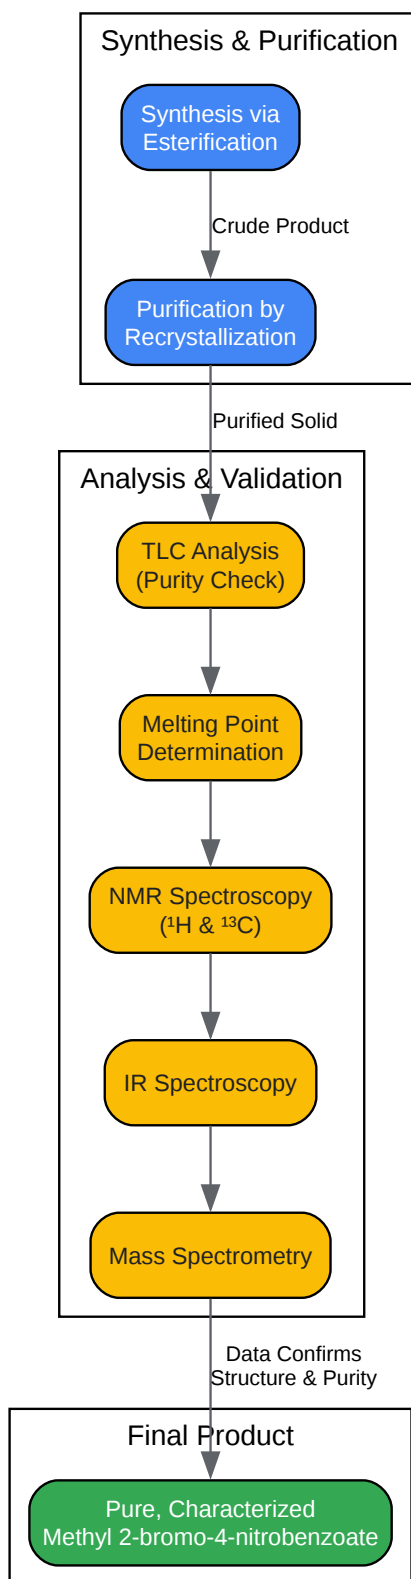 Synthesis & Purification
Synthesis via
Esterification
Crude Product
Purification by
Recrystallization
Purified Solid
Analysis & Validation
TLC Analysis
(Purity Check)
Melting Point
Determination
NMR Spectroscopy
(¹H & ¹³C)
IR Spectroscopy
Mass Spectrometry
Data Confirms
Structure & Purity
Final Product
Pure, Characterized
Methyl 2-bromo-4-nitrobenzoate